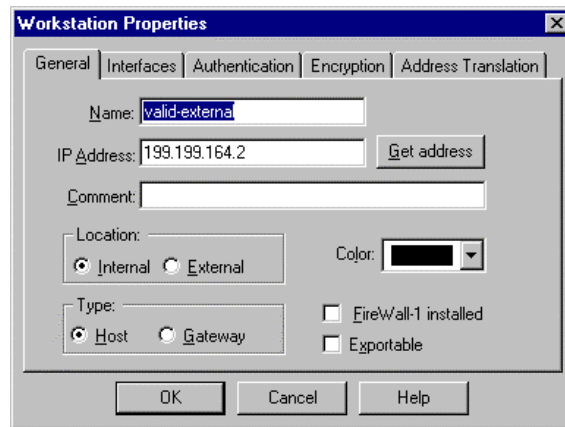 Workstation Properties
General Interfaces Authentication Encryption Address Translation
Name: valid-external
IP Address: 199.199.164.2 Get address
Comment:
Location:
Internal External
Color:
Type:
Host Gateway
FireWall-1 installed
Exportable
OK Cancel Help